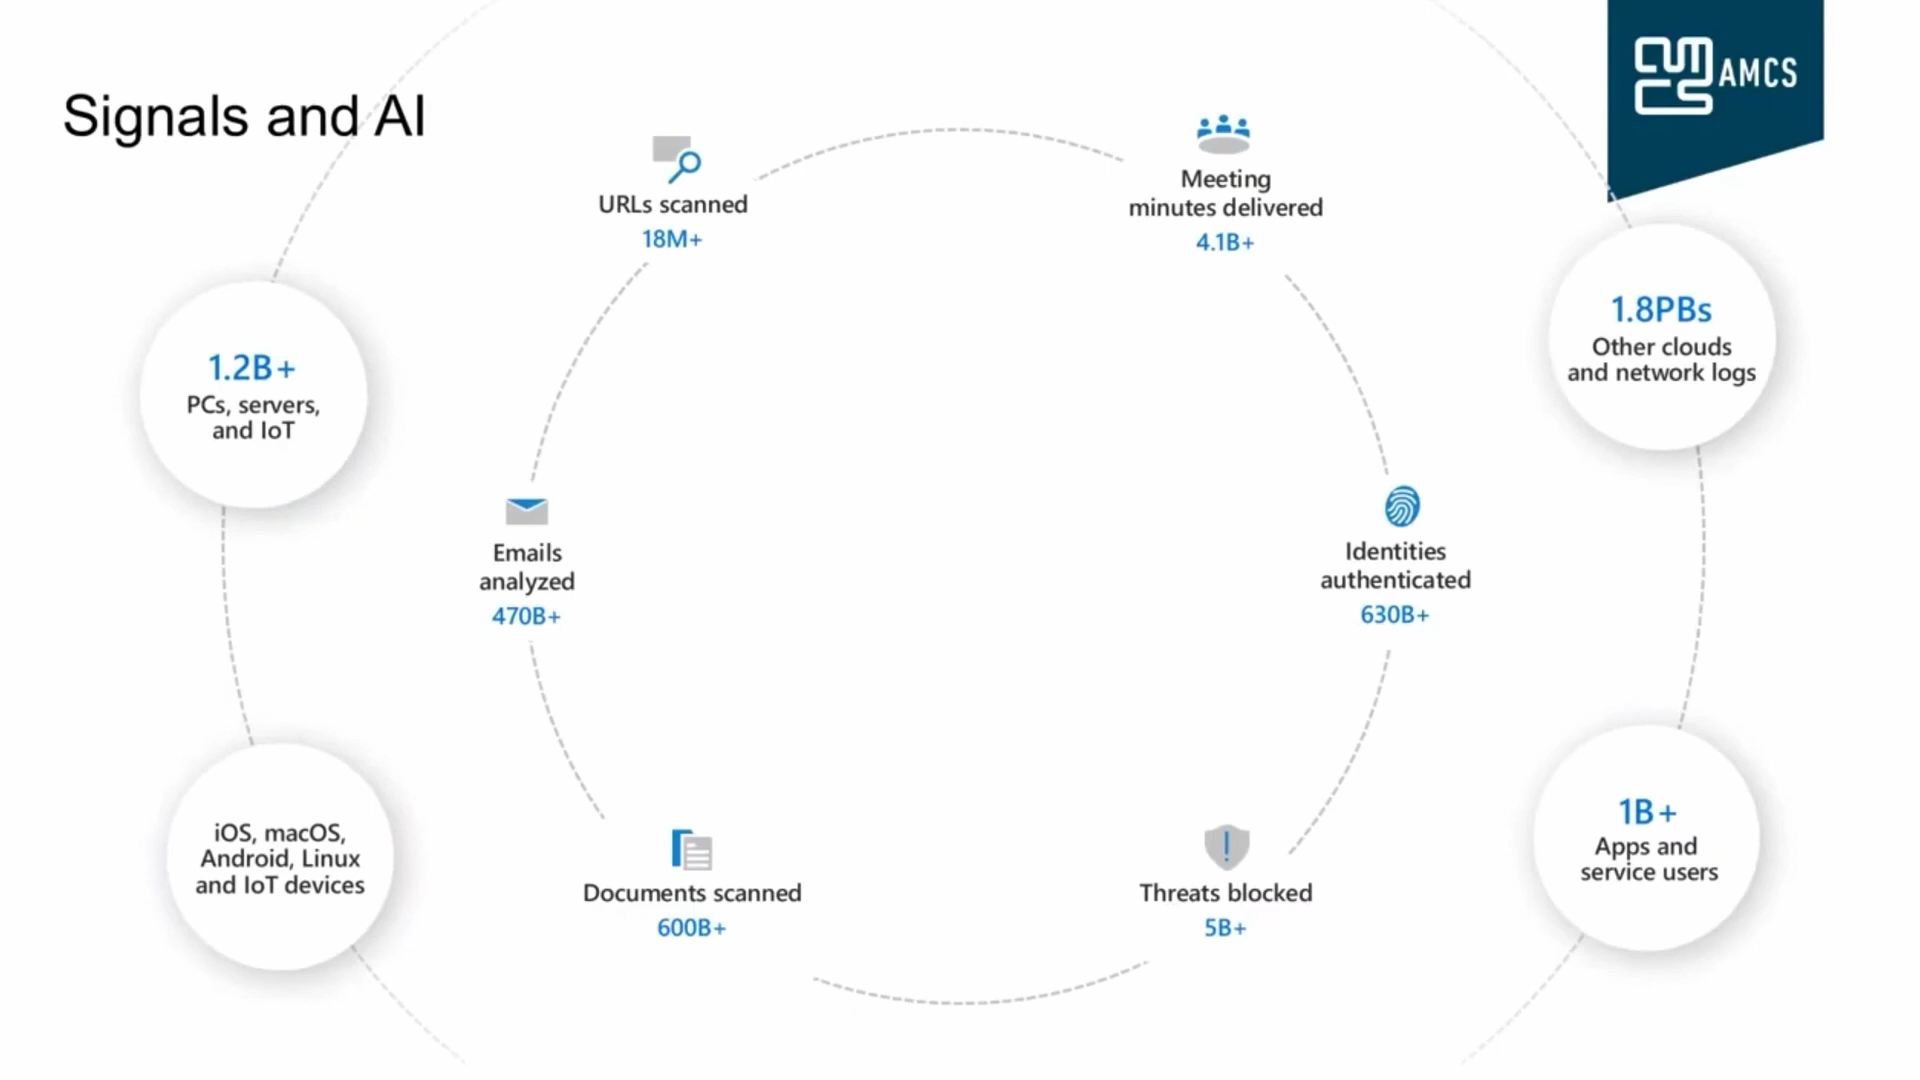 Signals and AI
AMCS
URLs scanned
18M+
Meeting
minutes delivered
4.1B+
1.8PBs
Other clouds
and network logs
1.2B+
PCs, servers,
and IoT
Emails
analyzed
470B+
Identities
authenticated
630B+
iOS, macOS,
Android, Linux
and IoT devices
Documents scanned
600B+
Threats blocked
5B+
1B+
Apps and
service users